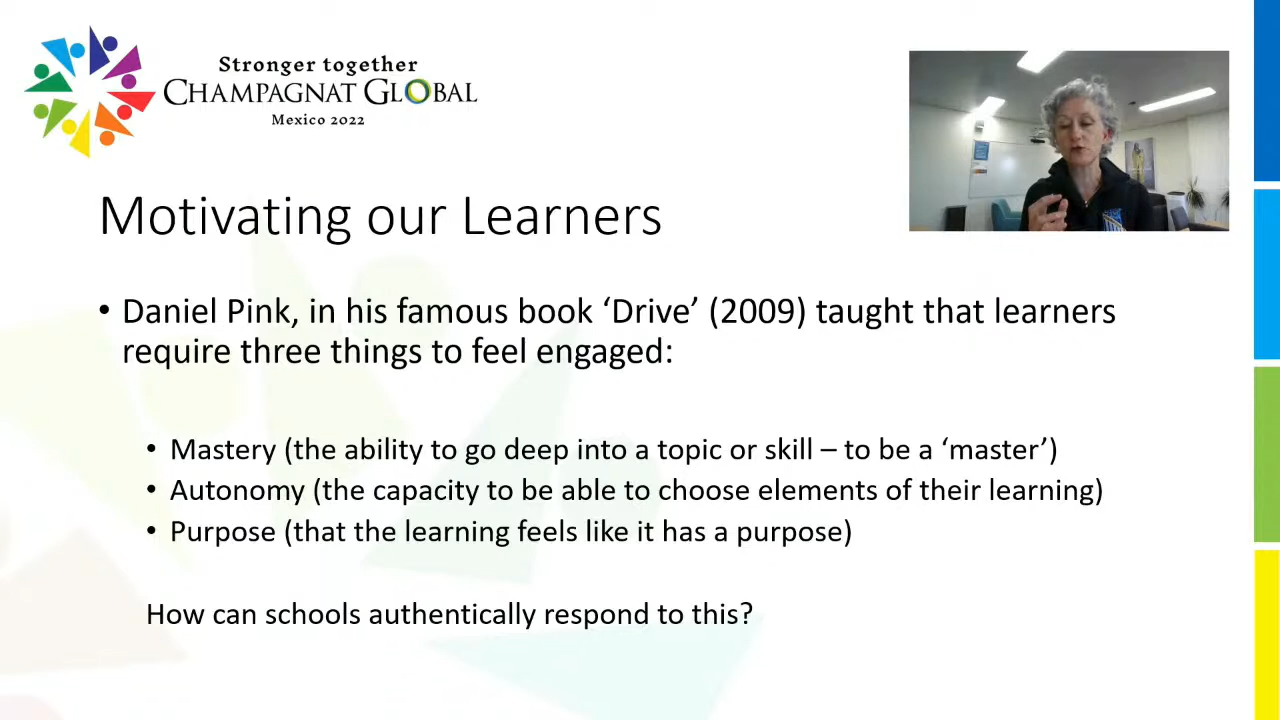 Stronger together
CHAMPAGNAT GLOBAL
Mexico 2022
Motivating our Learners
• Daniel Pink, in his famous book ‘Drive’ (2009) taught that learners
require three things to feel engaged:
• Mastery (the ability to go deep into a topic or skill – to be a ‘master’)
• Autonomy (the capacity to be able to choose elements of their learning)
• Purpose (that the learning feels like it has a purpose)
How can schools authentically respond to this?